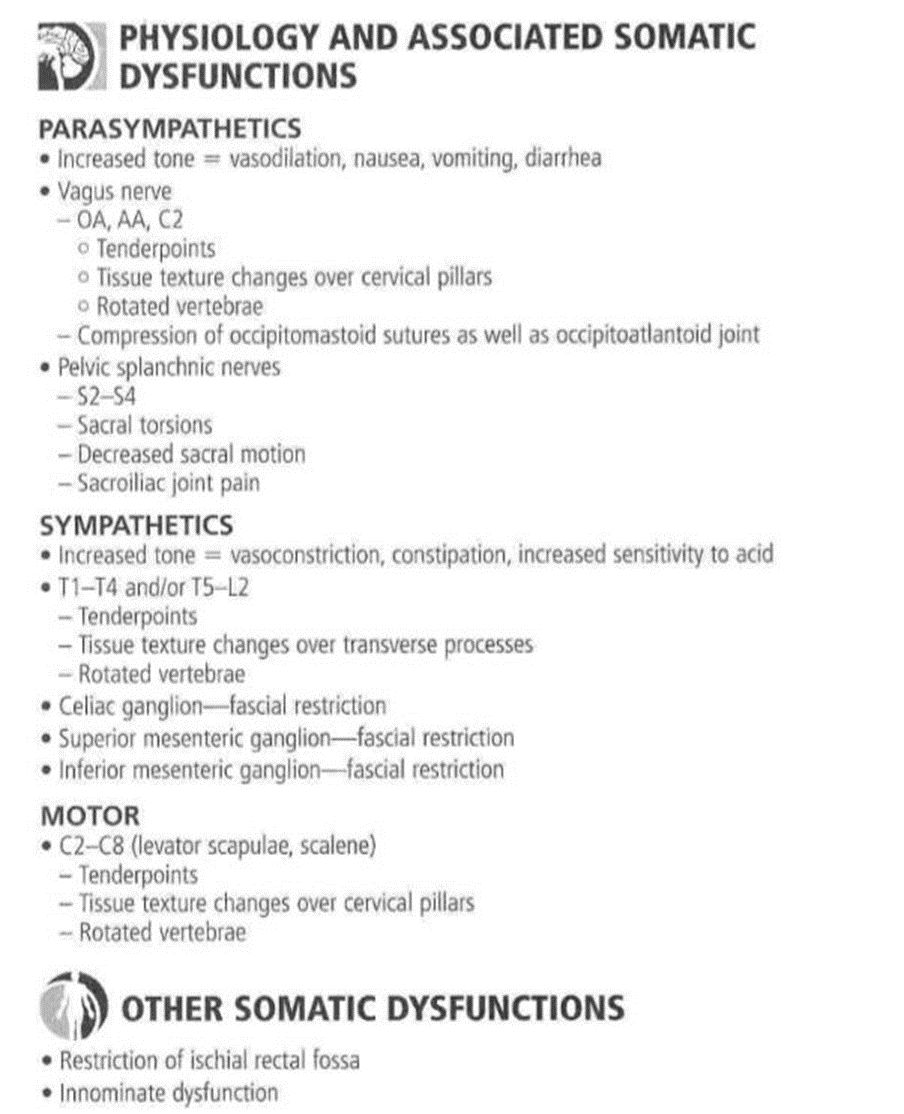 PHYSIOLOGY AND ASSOCIATED SOMATIC
DYSFUNCTIONS
PARASYMPATHETICS
• Increased tone = vasodilation, nausea, vomiting, diarrhea
• Vagus nerve
– OA, AA, C2
○ Tenderpoints
○ Tissue texture changes over cervical pillars
○ Rotated vertebrae
– Compression of occipitomastoid sutures as well as occipitoatlantoid joint
• Pelvic splanchnic nerves
– S2–S4
– Sacral torsions
– Decreased sacral motion
– Sacroiliac joint pain
SYMPATHETICS
• Increased tone = vasoconstriction, constipation, increased sensitivity to acid
• T1–T4 and/or T5–L2
– Tenderpoints
– Tissue texture changes over transverse processes
– Rotated vertebrae
• Celiac ganglion—fascial restriction
• Superior mesenteric ganglion—fascial restriction
• Inferior mesenteric ganglion—fascial restriction
MOTOR
• C2–C8 (levator scapulae, scalene)
– Tenderpoints
– Tissue texture changes over cervical pillars
– Rotated vertebrae
OTHER SOMATIC DYSFUNCTIONS
• Restriction of ischial rectal fossa
• Innominate dysfunction